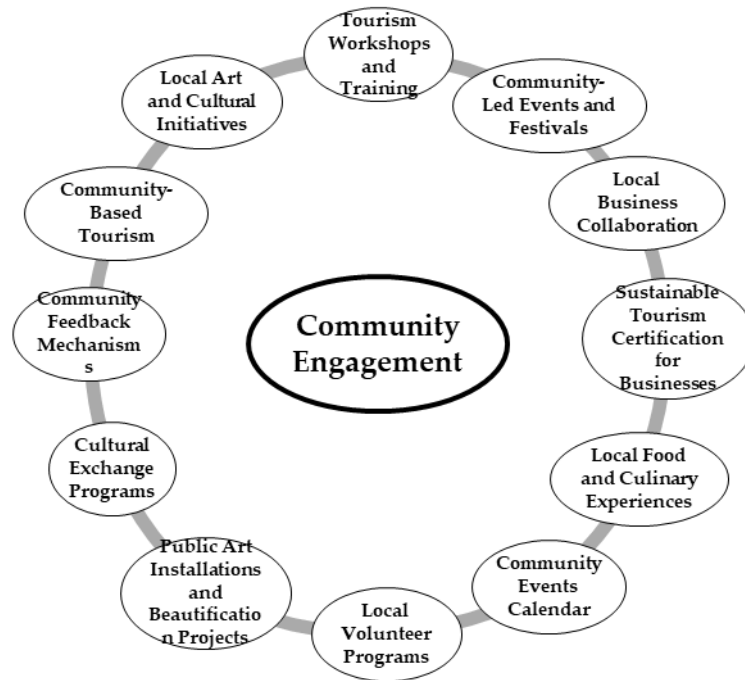 Tourism
Workshops
and
Training
Community-
Led Events and
Festivals
Local
Business
Collaboration
Sustainable
Tourism
Certification
for
Businesses
Local Food
and Culinary
Experiences
Community
Events
Calendar
Local
Volunteer
Programs
Public Art
Installations
and
Beautificatio
n Projects
Cultural
Exchange
Programs
Community
Feedback
Mechanism
s
Community-
Based
Tourism
Local Art
and Cultural
Initiatives
Community
Engagement